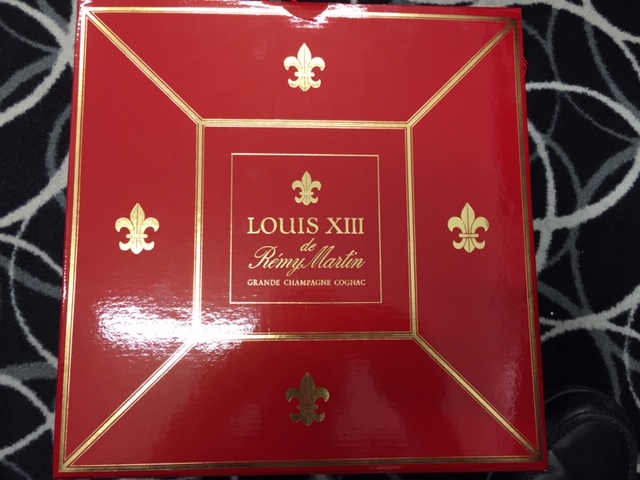 LOUIS XIII
de
Rémy Martin
GRANDE CHAMPAGNE COGNAC